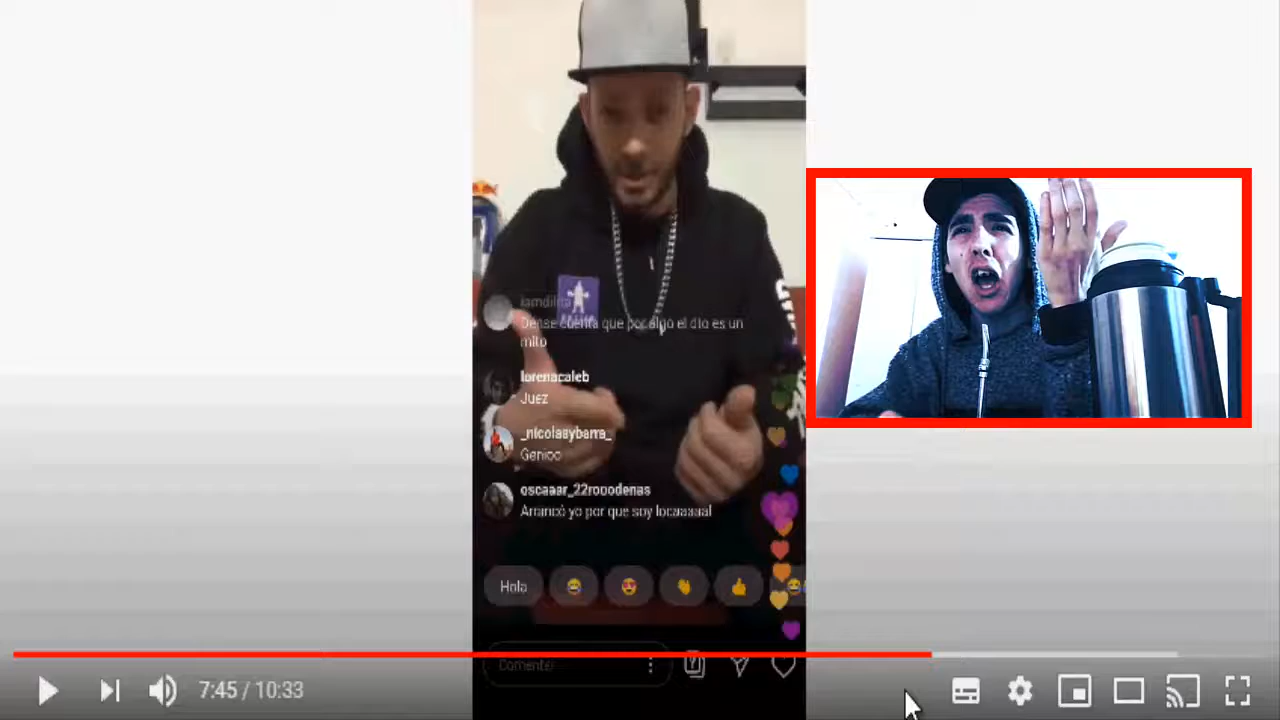 iamdilita
Dense cuenta que por algo el dto es un
mito
lorenacaleb
Juez
_nicolasybarra_
Genioo
oscaaar_22rooodenas
Arrancó yo por que soy locaaaaal
Hola
Comentar
7:45 / 10:33